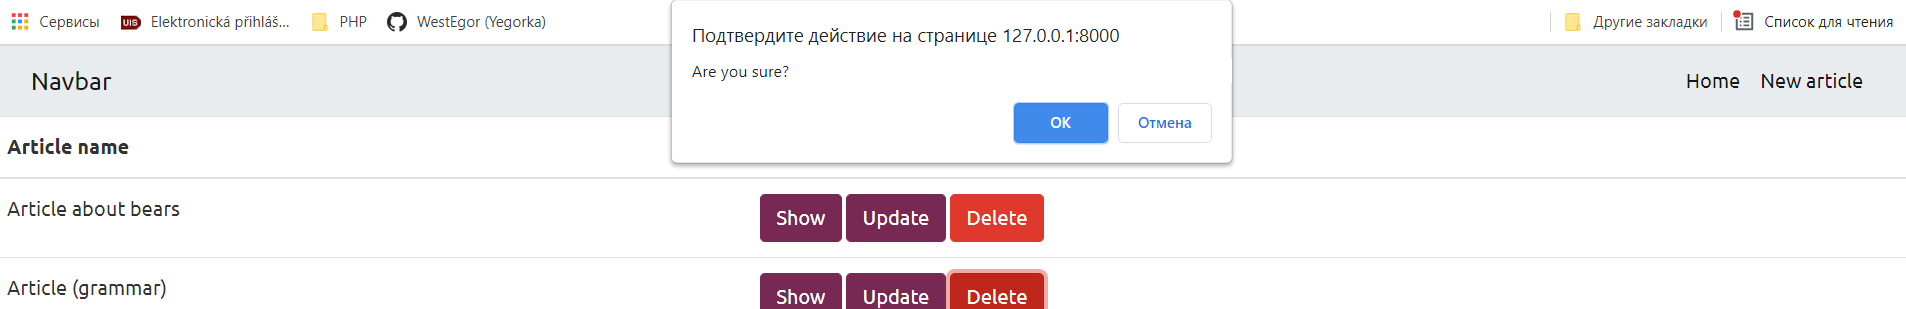 Сервисы UIS Elektronická přihláš... PHP WestEgor (Yegorka) Другие закладки Список для чтения
Подтвердите действие на странице 127.0.0.1:8000
Are you sure?
OK Отмена
Navbar Home New article
Article name
Article about bears Show Update Delete
Article (grammar) Show Update Delete